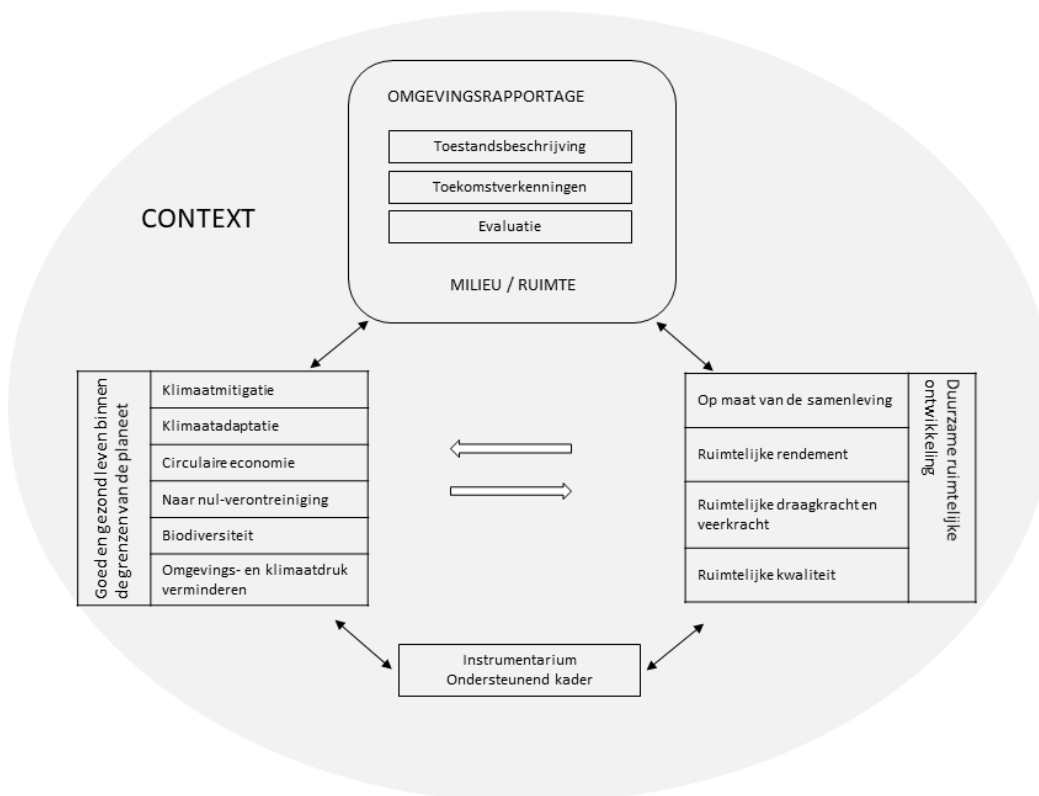 OMGEVINGSRAPPORTAGE
Toestandsbeschrijving
Toekomstverkenningen
Evaluatie
MILIEU / RUIMTE
CONTEXT
Goed en gezond leven binnen
de grenzen van de planeet
Klimaatmitigatie
Klimaatadaptatie
Circulaire economie
Naar nul-verontreiniging
Biodiversiteit
Omgevings- en klimaatdruk
verminderen
Op maat van de samenleving
Ruimtelijke rendement
Ruimtelijke draagkracht en
veerkracht
Ruimtelijke kwaliteit
Duurzame ruimtelijke
ontwikkeling
Instrumentarium
Ondersteunend kader